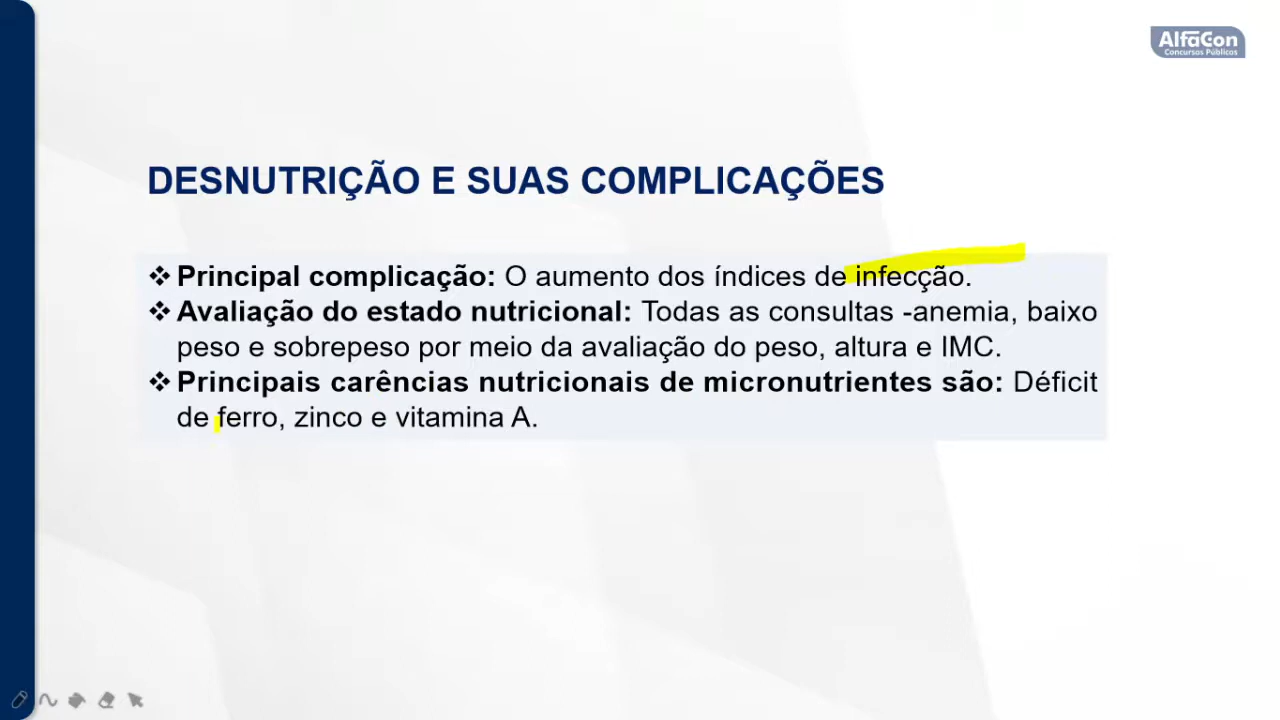 AlfaCon
Concursos Públicos
DESNUTRIÇÃO E SUAS COMPLICAÇÕES
❖ Principal complicação: O aumento dos índices de infecção.
❖ Avaliação do estado nutricional: Todas as consultas -anemia, baixo
peso e sobrepeso por meio da avaliação do peso, altura e IMC.
❖ Principais carências nutricionais de micronutrientes são: Déficit
de ferro, zinco e vitamina A.